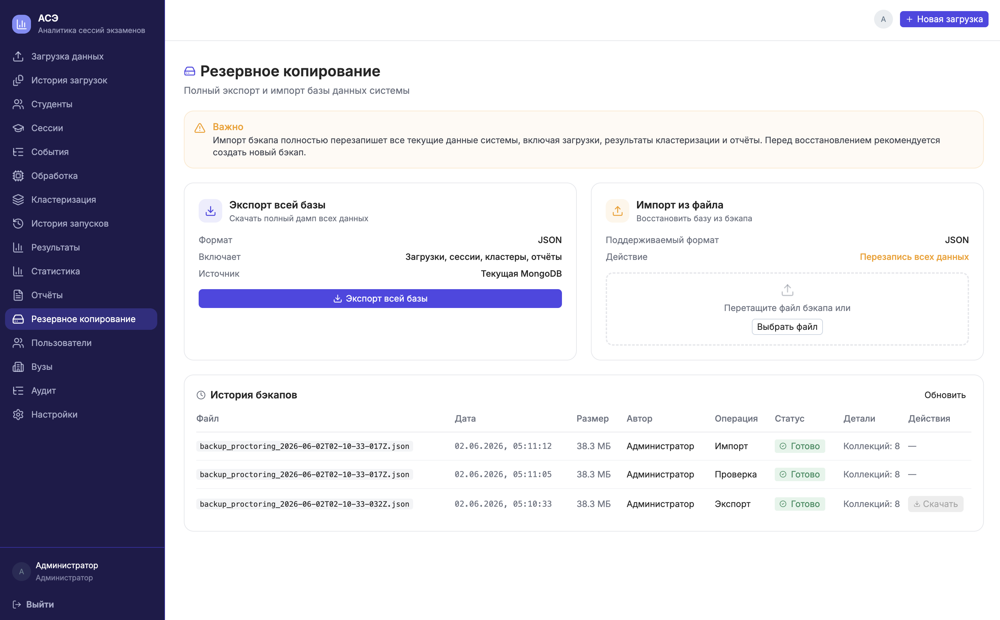 АСЭ
Аналитика сессий экзаменов
Загрузка данных
История загрузок
Студенты
Сессии
События
Обработка
Кластеризация
История запусков
Результаты
Статистика
Отчёты
Резервное копирование
Пользователи
Вузы
Аудит
Настройки
А
Администратор
Администратор
Выйти
А
+ Новая загрузка
Резервное копирование
Полный экспорт и импорт базы данных системы
Важно
Импорт бэкапа полностью перезапишет все текущие данные системы, включая загрузки, результаты кластеризации и отчёты. Перед восстановлением рекомендуется
создать новый бэкап.
Экспорт всей базы
Скачать полный дамп всех данных
Формат JSON
Включает Загрузки, сессии, кластеры, отчёты
Источник Текущая MongoDB
Экспорт всей базы
Импорт из файла
Восстановить базу из бэкапа
Поддерживаемый формат JSON
Действие Перезапись всех данных
Перетащите файл бэкапа или
Выбрать файл
История бэкапов Обновить
Файл Дата Размер Автор Операция Статус Детали Действия
backup_proctoring_2026-06-02T02-10-33-017Z.json 02.06.2026, 05:11:12 38.3 МБ Администратор Импорт Готово Коллекций: 8 —
backup_proctoring_2026-06-02T02-10-33-017Z.json 02.06.2026, 05:11:05 38.3 МБ Администратор Проверка Готово Коллекций: 8 —
backup_proctoring_2026-06-02T02-10-33-032Z.json 02.06.2026, 05:10:33 38.3 МБ Администратор Экспорт Готово Коллекций: 8 Скачать